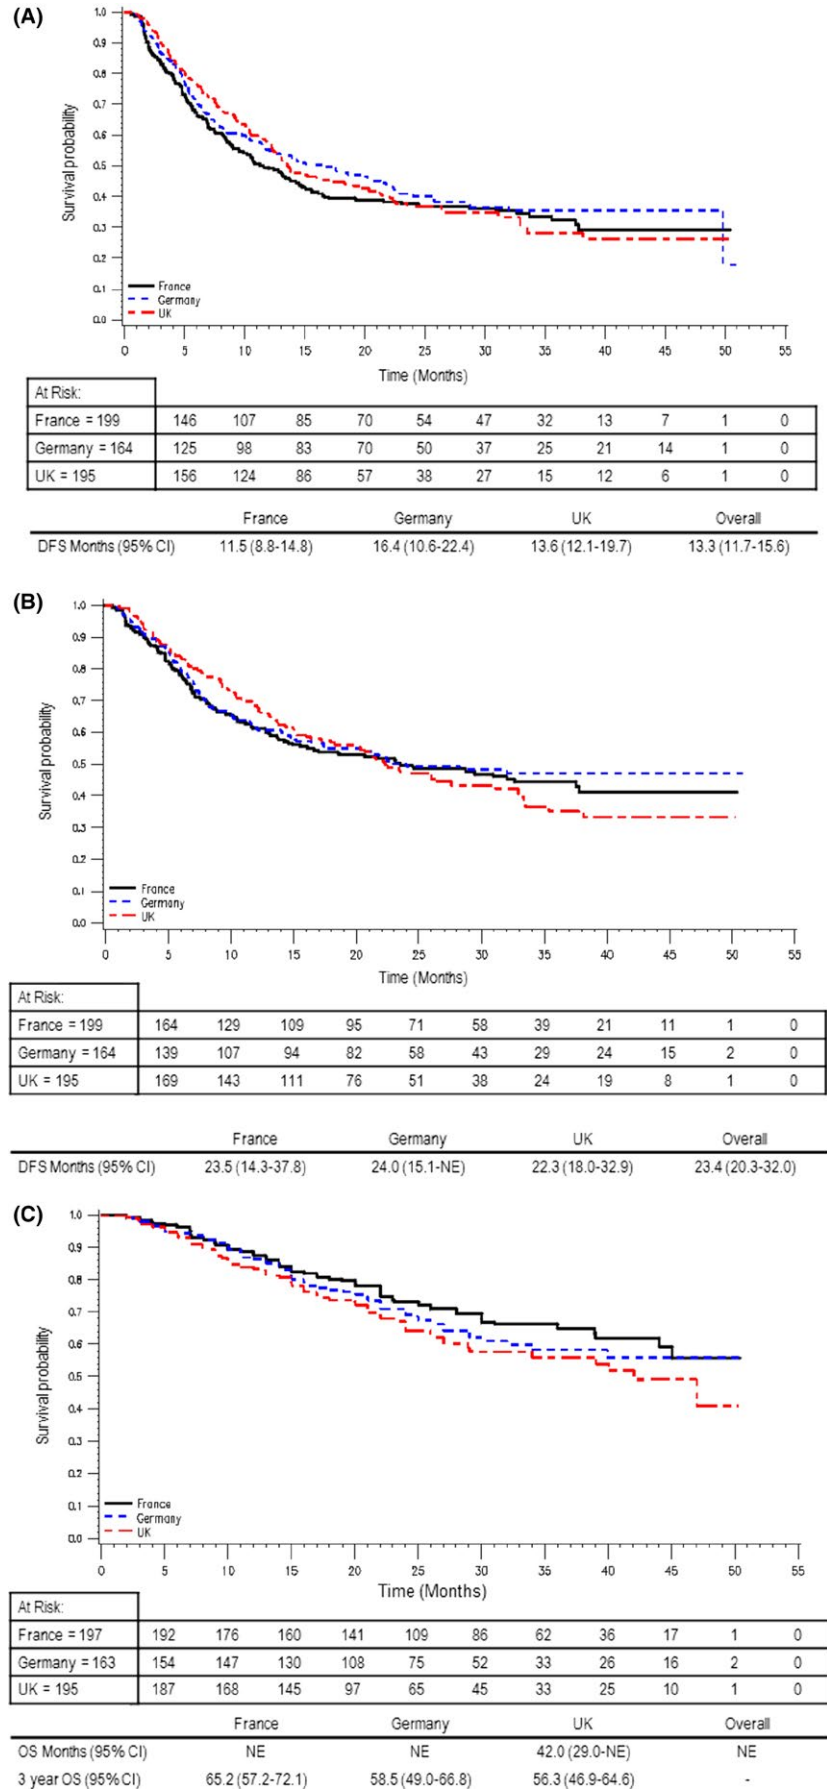 (A)
Survival probability
1.0
0.9
0.8
0.7
0.6
0.5
0.4
0.3
0.2
0.1
0.0
France
Germany
UK
0 5 10 15 20 25 30 35 40 45 50 55
Time (Months)
At Risk:
France = 199 146 107 85 70 54 47 32 13 7 1 0
Germany = 164 125 98 83 70 50 37 25 21 14 1 0
UK = 195 156 124 86 57 38 27 15 12 6 1 0
France Germany UK Overall
DFS Months (95% CI) 11.5 (8.8-14.8) 16.4 (10.6-22.4) 13.6 (12.1-19.7) 13.3 (11.7-15.6)
(B)
Survival probability
1.0
0.9
0.8
0.7
0.6
0.5
0.4
0.3
0.2
0.1
0.0
France
Germany
UK
0 5 10 15 20 25 30 35 40 45 50 55
Time (Months)
At Risk:
France = 199 164 129 109 95 71 58 39 21 11 1 0
Germany = 164 139 107 94 82 58 43 29 24 15 2 0
UK = 195 169 143 111 76 51 38 24 19 8 1 0
France Germany UK Overall
DFS Months (95% CI) 23.5 (14.3-37.8) 24.0 (15.1-NE) 22.3 (18.0-32.9) 23.4 (20.3-32.0)
(C)
Survival probability
1.0
0.9
0.8
0.7
0.6
0.5
0.4
0.3
0.2
0.1
0.0
France
Germany
UK
0 5 10 15 20 25 30 35 40 45 50 55
Time (Months)
At Risk:
France = 197 192 176 160 141 109 86 62 36 17 1 0
Germany = 163 154 147 130 108 75 52 33 26 16 2 0
UK = 195 187 168 145 97 65 45 33 25 10 1 0
France Germany UK Overall
OS Months (95% CI) NE NE 42.0 (29.0-NE) NE
3 year OS (95% CI) 65.2 (57.2-72.1) 58.5 (49.0-66.8) 56.3 (46.9-64.6) -